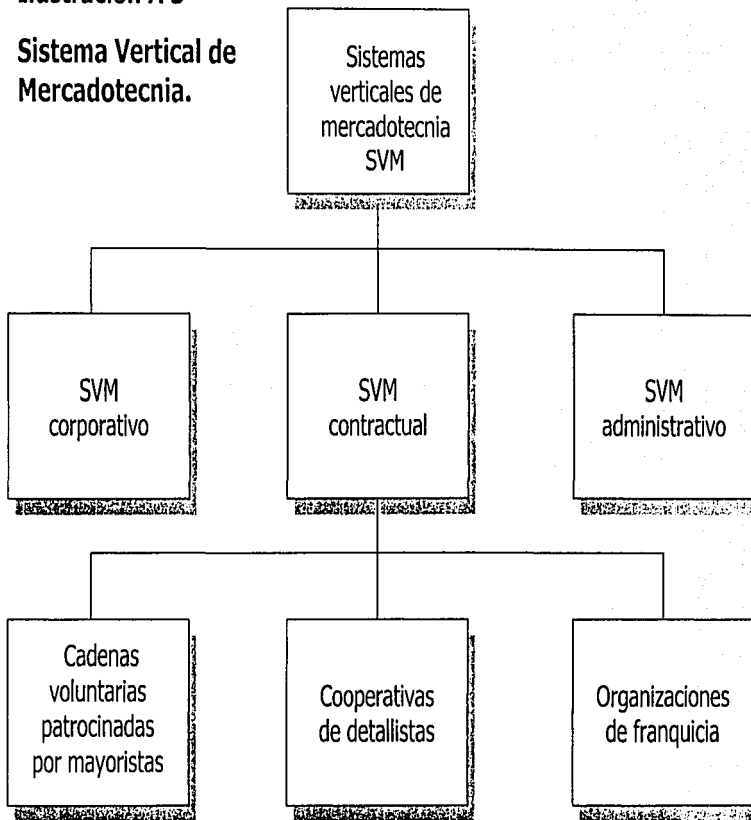 Sistema Vertical de
Mercadotecnia.
Sistemas
verticales de
mercadotecnia
SVM
SVM
corporativo
SVM
contractual
SVM
administrativo
Cadenas
voluntarias
patrocinadas
por mayoristas
Cooperativas
de detallistas
Organizaciones
de franquicia